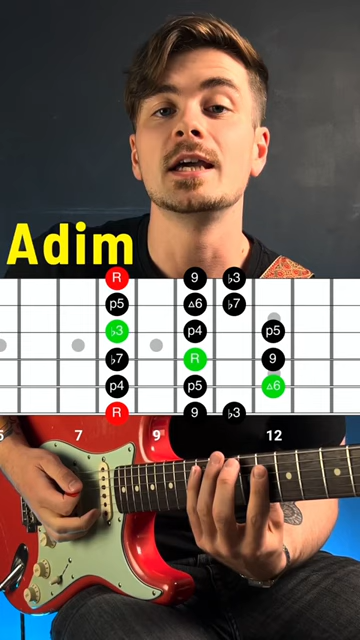 Adim
R 9 ♭3
p5 ▵6 ♭7
♭3 p4 p5
♭7 R 9
p4 p5 ▵6
R 9 ♭3
7 9 12